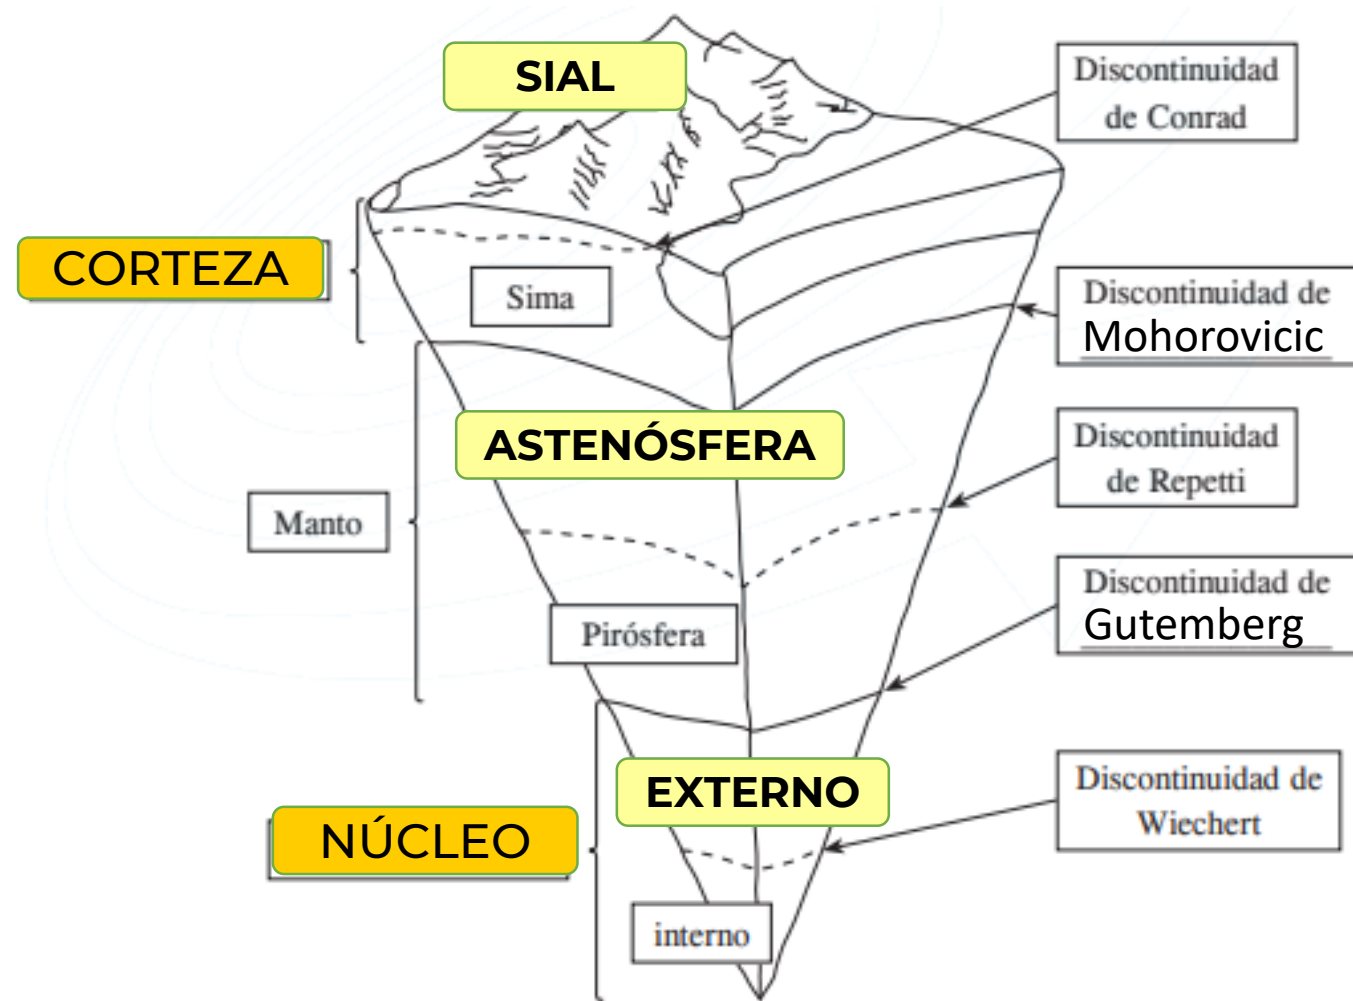 SIAL
Discontinuidad
de Conrad
CORTEZA
Sima
Discontinuidad de
Mohorovicic
ASTENÓSFERA
Discontinuidad
de Repetti
Manto
Discontinuidad de
Gutemberg
Pirósfera
EXTERNO
Discontinuidad de
Wiechert
NÚCLEO
interno